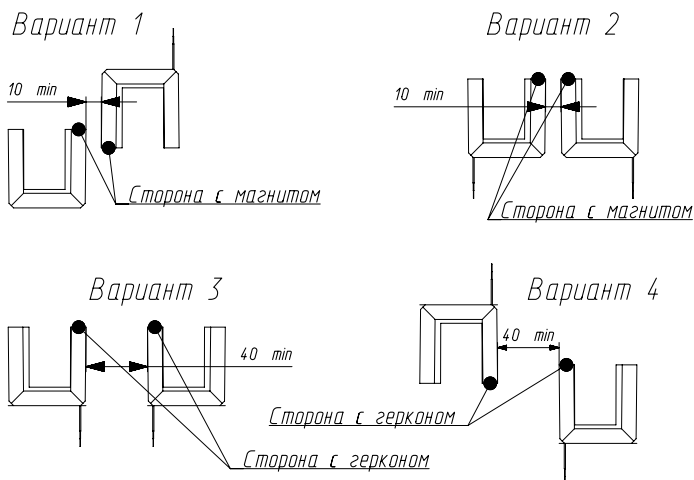 Вариант 1
10 min
Сторона с магнитом
Вариант 2
10 min
Сторона с магнитом
Вариант 3
40 min
Сторона с герконом
Вариант 4
40 min
Сторона с герконом